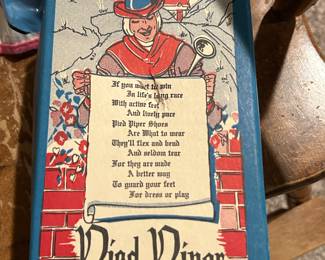 If you want to win
In life's long race
With active feet
And lively pace
Pied Piper Shoes
Are What to wear
They'll flex and bend
And seldom tear
For they are made
A better way
To guard your feet
For dress or play
Pied Piper